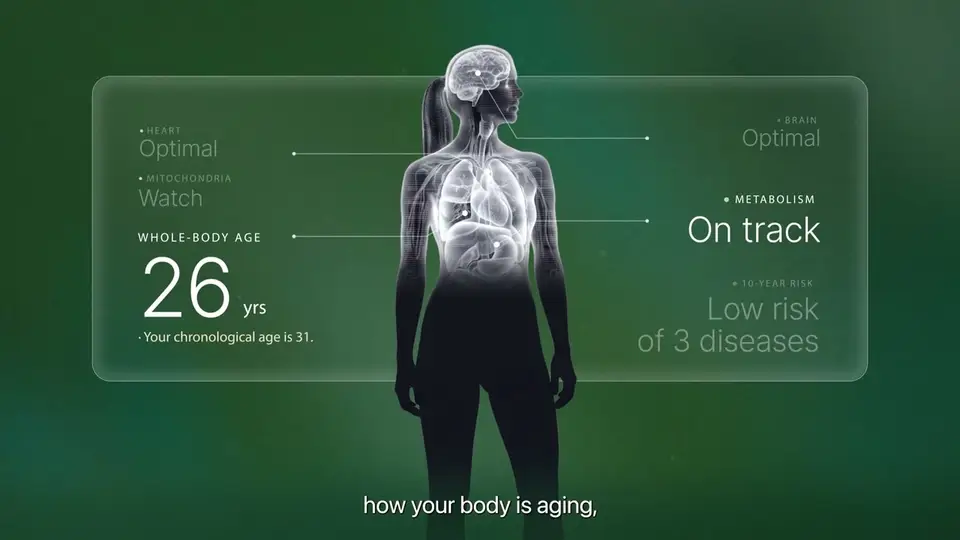 • HEART
Optimal
• MITOCHONDRIA
Watch
WHOLE-BODY AGE
26 yrs
· Your chronological age is 31.
• BRAIN
Optimal
• METABOLISM
On track
• 10-YEAR RISK
Low risk
of 3 diseases
how your body is aging,